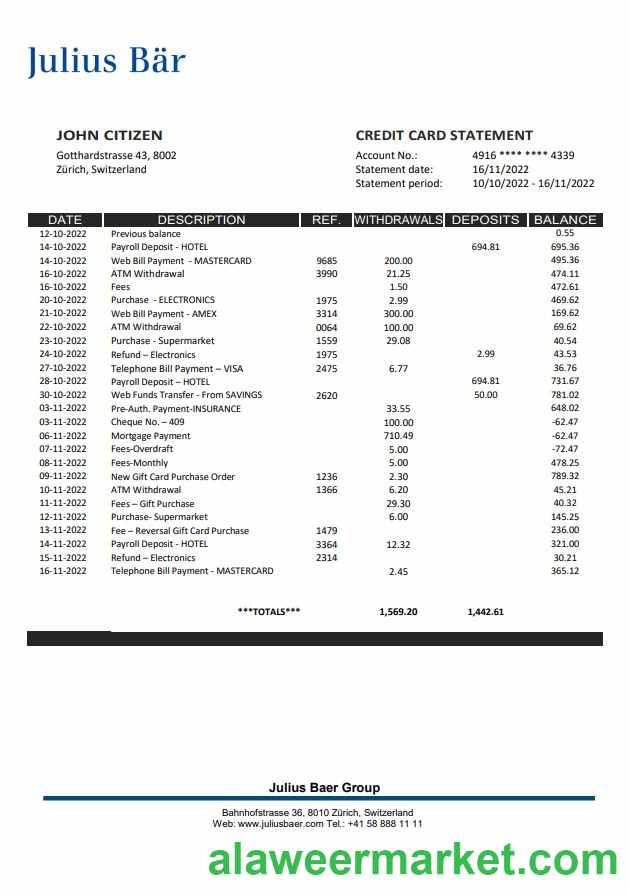 Julius Bär
JOHN CITIZEN
Gotthardstrasse 43, 8002
Zürich, Switzerland
CREDIT CARD STATEMENT
Account No.: 4916 **** **** 4339
Statement date: 16/11/2022
Statement period: 10/10/2022 - 16/11/2022
DATE DESCRIPTION REF. WITHDRAWALS DEPOSITS BALANCE
12-10-2022 Previous balance 0.55
14-10-2022 Payroll Deposit - HOTEL 694.81 695.36
14-10-2022 Web Bill Payment - MASTERCARD 9685 200.00 495.36
16-10-2022 ATM Withdrawal 3990 21.25 474.11
16-10-2022 Fees 1.50 472.61
20-10-2022 Purchase - ELECTRONICS 1975 2.99 469.62
21-10-2022 Web Bill Payment - AMEX 3314 300.00 169.62
22-10-2022 ATM Withdrawal 0064 100.00 69.62
23-10-2022 Purchase - Supermarket 1559 29.08 40.54
24-10-2022 Refund – Electronics 1975 2.99 43.53
27-10-2022 Telephone Bill Payment – VISA 2475 6.77 36.76
28-10-2022 Payroll Deposit – HOTEL 694.81 731.67
30-10-2022 Web Funds Transfer - From SAVINGS 2620 50.00 781.02
03-11-2022 Pre-Auth. Payment-INSURANCE 33.55 648.02
03-11-2022 Cheque No. – 409 100.00 -62.47
06-11-2022 Mortgage Payment 710.49 -62.47
07-11-2022 Fees-Overdraft 5.00 -72.47
08-11-2022 Fees-Monthly 5.00 478.25
09-11-2022 New Gift Card Purchase Order 1236 2.30 789.32
10-11-2022 ATM Withdrawal 1366 6.20 45.21
11-11-2022 Fees – Gift Purchase 29.30 40.32
12-11-2022 Purchase- Supermarket 6.00 145.25
13-11-2022 Fee – Reversal Gift Card Purchase 1479 236.00
14-11-2022 Payroll Deposit - HOTEL 3364 12.32 321.00
15-11-2022 Refund – Electronics 2314 30.21
16-11-2022 Telephone Bill Payment - MASTERCARD 2.45 365.12
***TOTALS*** 1,569.20 1,442.61
Julius Baer Group
Bahnhofstrasse 36, 8010 Zürich, Switzerland
Web: www.juliusbaer.com Tel.: +41 58 888 11 11
alaweermarket.com